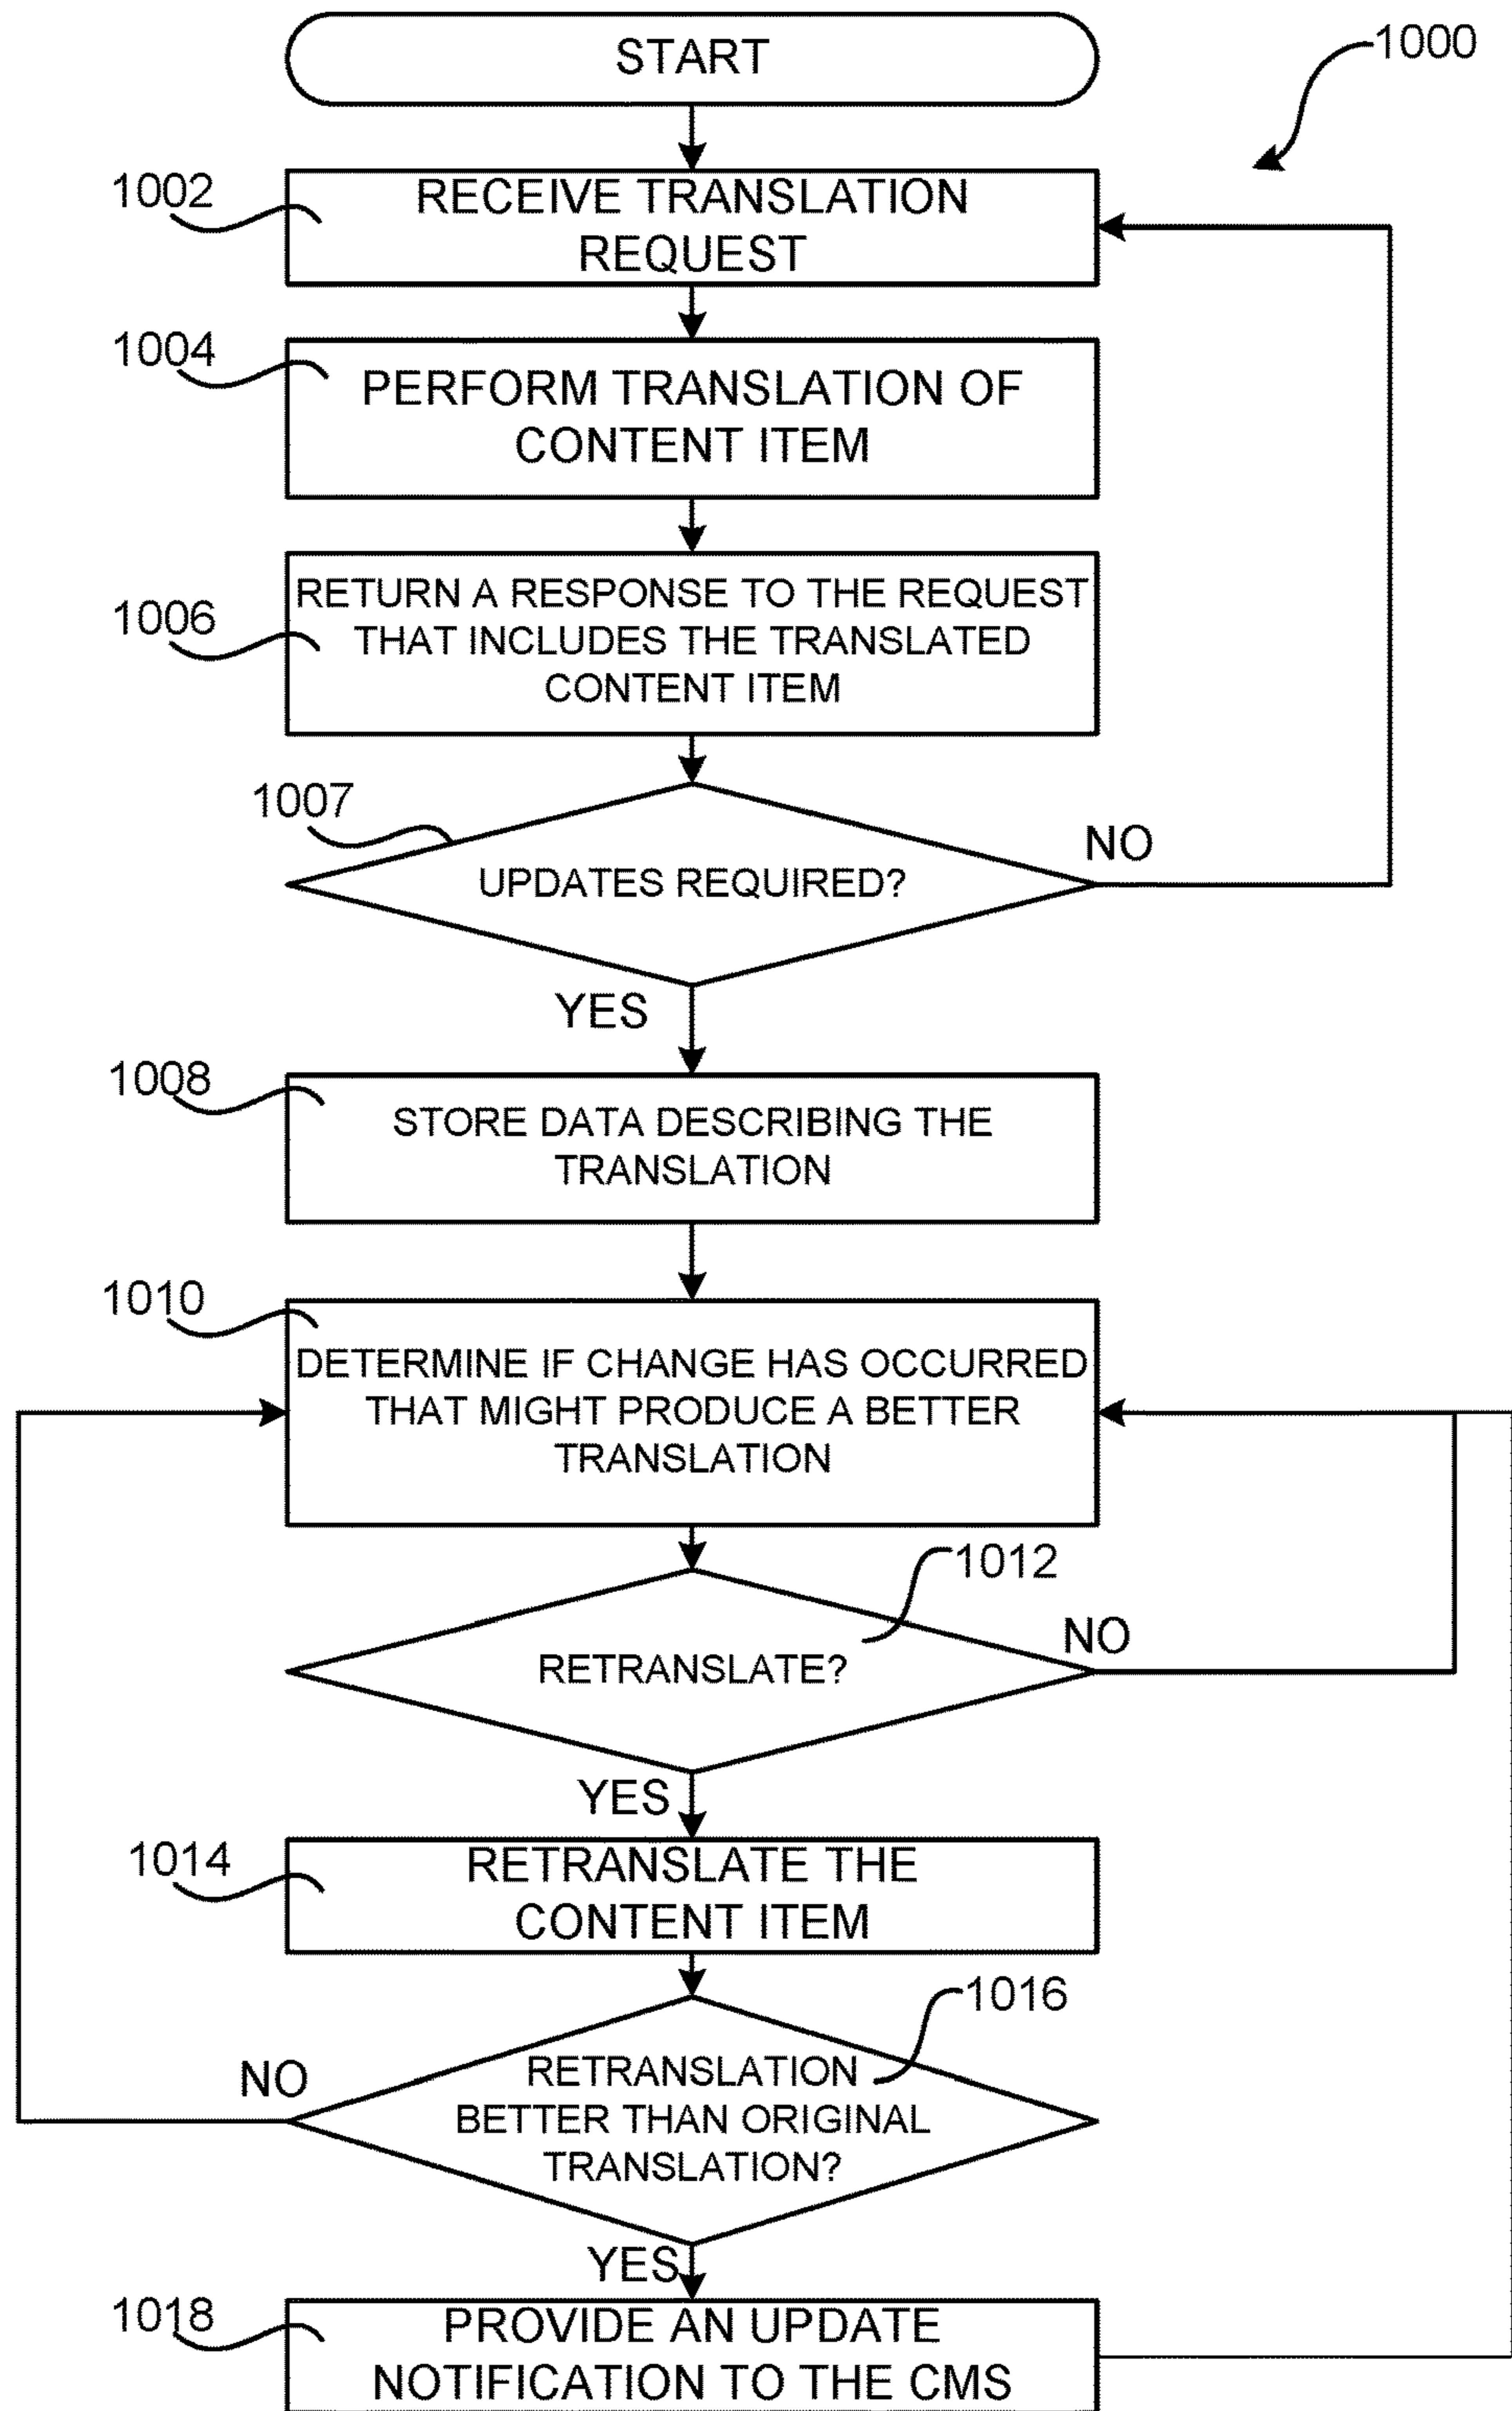 START
1000
1002
RECEIVE TRANSLATION
REQUEST
1004
PERFORM TRANSLATION OF
CONTENT ITEM
1006
RETURN A RESPONSE TO THE REQUEST
THAT INCLUDES THE TRANSLATED
CONTENT ITEM
1007
UPDATES REQUIRED?
NO
YES
1008
STORE DATA DESCRIBING THE
TRANSLATION
1010
DETERMINE IF CHANGE HAS OCCURRED
THAT MIGHT PRODUCE A BETTER
TRANSLATION
1012
RETRANSLATE?
NO
YES
1014
RETRANSLATE THE
CONTENT ITEM
1016
NO
RETRANSLATION
BETTER THAN ORIGINAL
TRANSLATION?
YES
1018
PROVIDE AN UPDATE
NOTIFICATION TO THE CMS